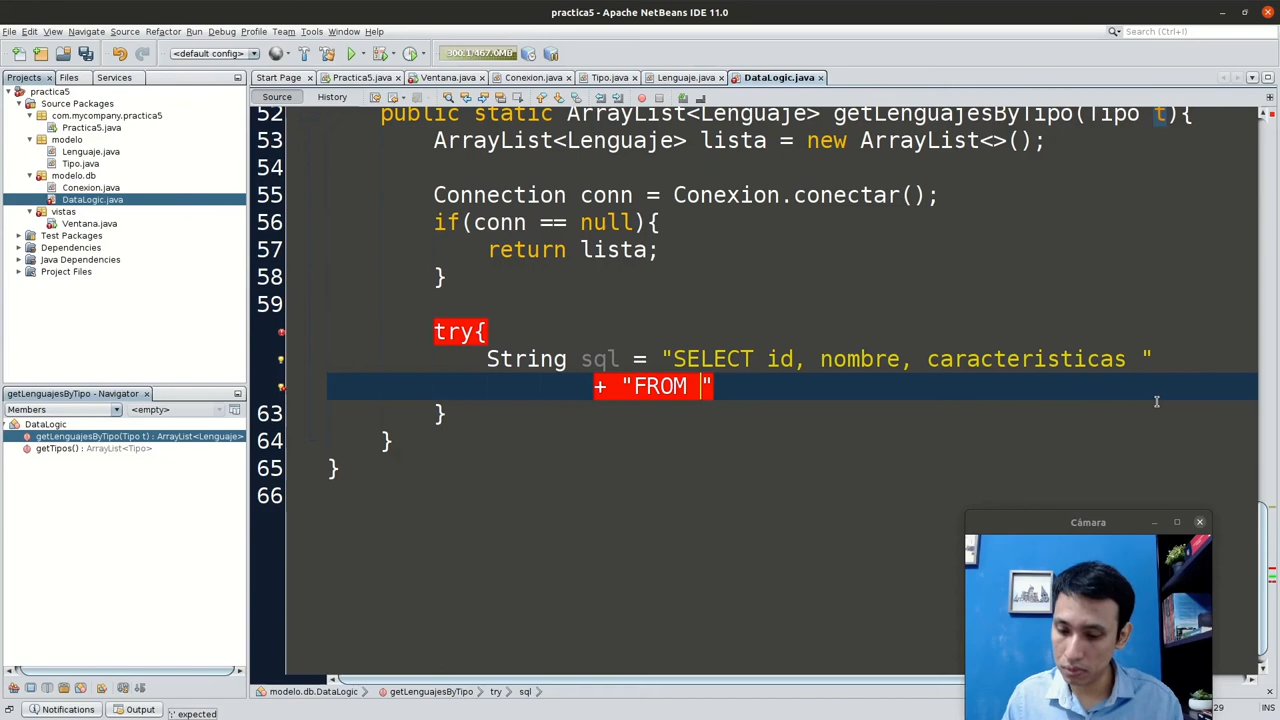 practica5 - Apache NetBeans IDE 11.0
File Edit View Navigate Source Refactor Run Debug Profile Team Tools Window Help
Search (Ctrl+I)
<default config>
300.1/467.0MB
Projects Files Services
Start Page Practica5.java Ventana.java Conexion.java Tipo.java Lenguaje.java DataLogic.java
Source History
practica5
Source Packages
com.mycompany.practica5
Practica5.java
modelo
Lenguaje.java
Tipo.java
modelo.db
Conexion.java
DataLogic.java
vistas
Ventana.java
Test Packages
Dependencies
Java Dependencies
Project Files
52 public static ArrayList<Lenguaje> getLenguajesByTipo(Tipo t){
53 ArrayList<Lenguaje> lista = new ArrayList<>();
54
55 Connection conn = Conexion.conectar();
56 if(conn == null){
57 return lista;
58 }
59
try{
String sql = "SELECT id, nombre, caracteristicas "
+ "FROM "
63 }
64 }
65 }
66
getLenguajesByTipo - Navigator
Members <empty>
DataLogic
getLenguajesByTipo(Tipo t) : ArrayList<Lenguaje>
getTipos() : ArrayList<Tipo>
Cámara
modelo.db.DataLogic getLenguajesByTipo try sql
Notifications Output ';' expected
29 INS